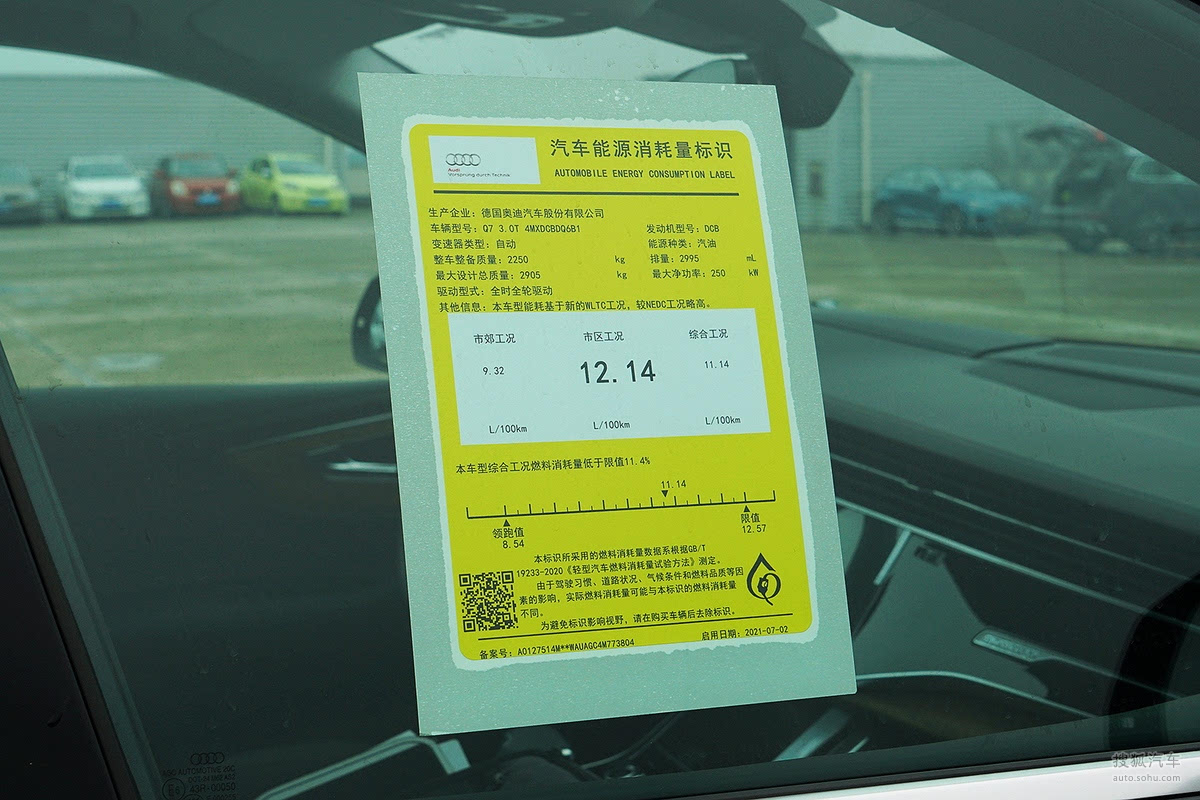 Audi
Vorsprung durch Technik
汽车能源消耗量标识
AUTOMOBILE ENERGY CONSUMPTION LABEL
生产企业：德国奥迪汽车股份有限公司
车辆型号：Q7 3.0T 4MXDCBDQ6B1 发动机型号：DCB
变速器类型：自动 能源种类：汽油
整车整备质量：2250 kg 排量：2995 mL
最大设计总质量：2905 kg 最大净功率：250 kW
驱动型式：全时全轮驱动
其他信息：本车型能耗基于新的WLTC工况，较NEDC工况略高。
市郊工况 市区工况 综合工况
9.32 12.14 11.14
L/100km L/100km L/100km
本车型综合工况燃料消耗量低于限值11.4%
11.14
领跑值 限值
8.54 12.57
本标识所采用的燃料消耗量数据系根据GB/T
19233-2020《轻型汽车燃料消耗量试验方法》测定。
由于驾驶习惯、道路状况、气候条件和燃料品质等因
素的影响，实际燃料消耗量可能与本标识的燃料消耗量
不同。
为避免标识影响视野，请在购买车辆后去除标识。
备案号：A0127514M**WAUAGC4M773804 启用日期：2021-07-02
43R-00050
搜狐汽车
auto.sohu.com